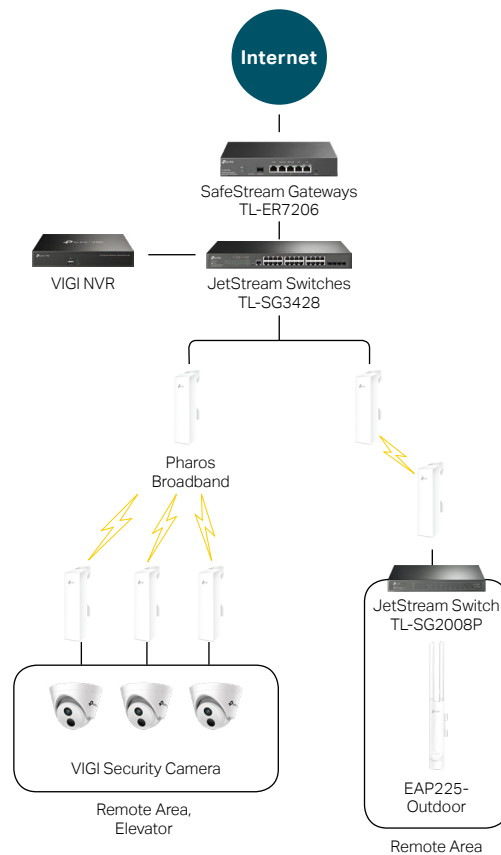 Internet
SafeStream Gateways
TL-ER7206
VIGI NVR
JetStream Switches
TL-SG3428
Pharos
Broadband
JetStream Switch
TL-SG2008P
VIGI Security Camera
EAP225-
Outdoor
Remote Area,
Elevator
Remote Area